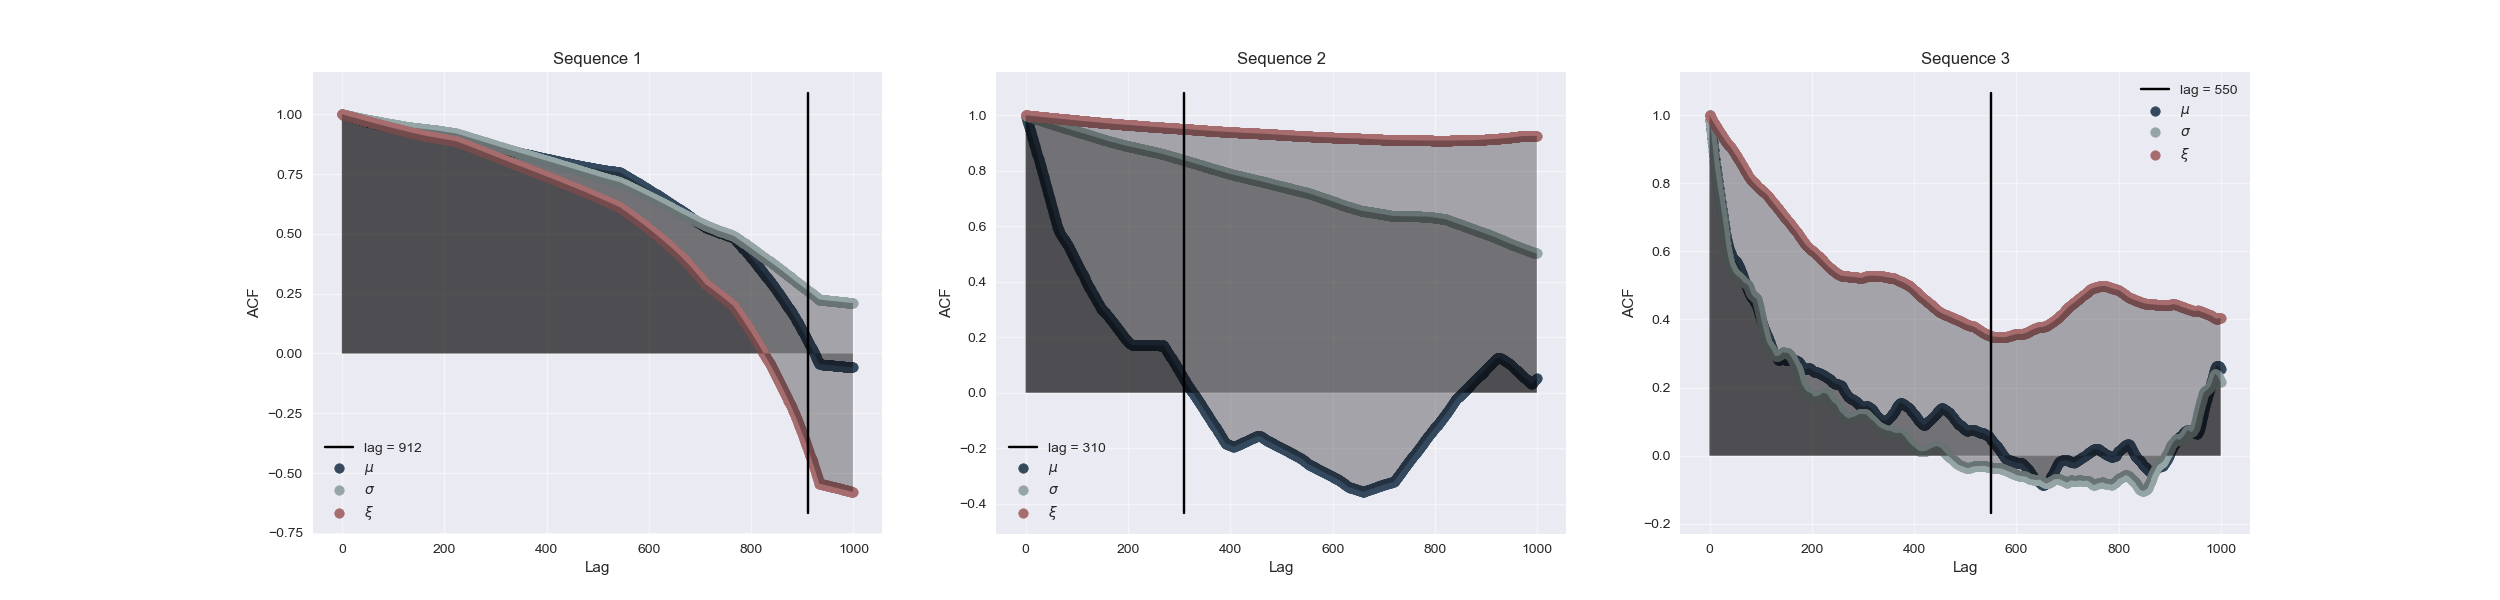 Sequence 1
1.00
0.75
0.50
0.25
0.00
−0.25
−0.50
−0.75
ACF
lag = 912
μ
σ
ξ
0 200 400 600 800 1000
Lag
Sequence 2
1.0
0.8
0.6
0.4
0.2
0.0
−0.2
−0.4
ACF
lag = 310
μ
σ
ξ
0 200 400 600 800 1000
Lag
Sequence 3
1.0
0.8
0.6
0.4
0.2
0.0
−0.2
ACF
lag = 550
μ
σ
ξ
0 200 400 600 800 1000
Lag